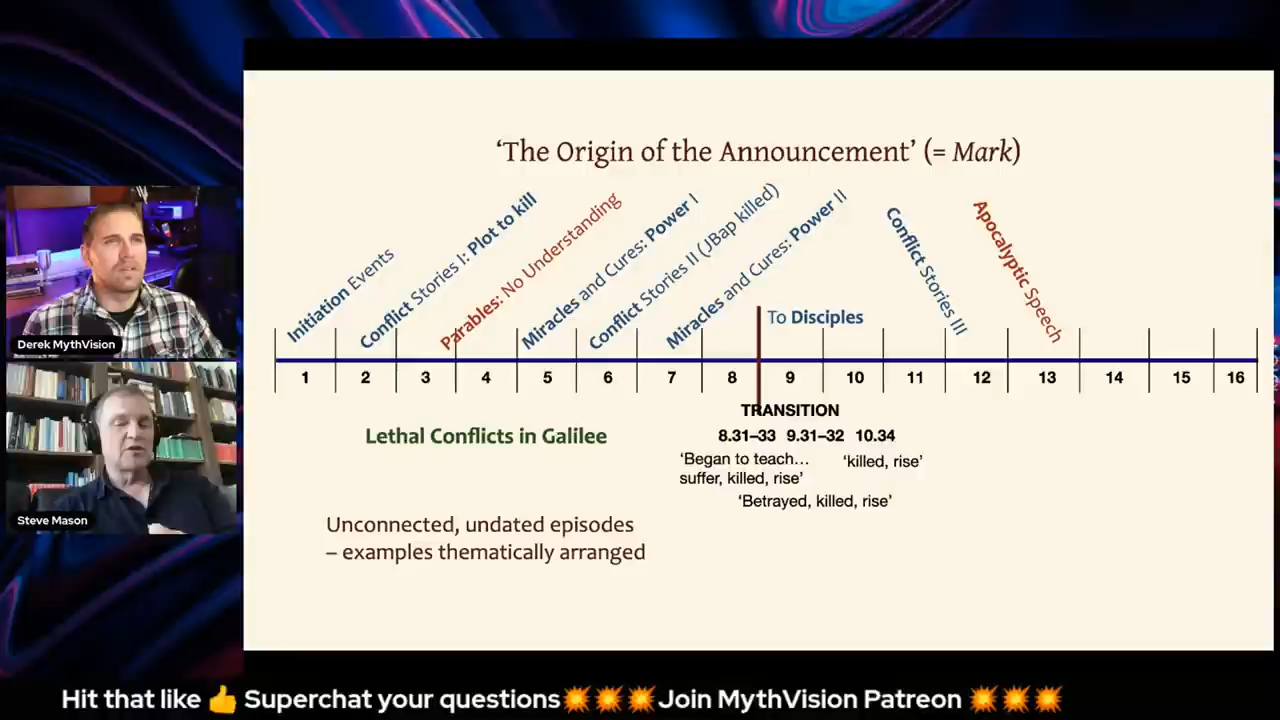 ‘The Origin of the Announcement’ (= Mark)
Initiation Events
Conflict Stories I: Plot to kill
Parables: No Understanding
Miracles and Cures: Power I
Conflict Stories II (JBap killed)
Miracles and Cures: Power II
Conflict Stories III
Apocalyptic Speech
To Disciples
1 2 3 4 5 6 7 8 9 10 11 12 13 14 15 16
TRANSITION
8.31–33 9.31–32 10.34
‘Began to teach…
suffer, killed, rise’
‘killed, rise’
‘Betrayed, killed, rise’
Lethal Conflicts in Galilee
Unconnected, undated episodes
– examples thematically arranged
Derek MythVision
Steve Mason
Hit that like 👍 Superchat your questions💥💥💥Join MythVision Patreon 💥💥💥